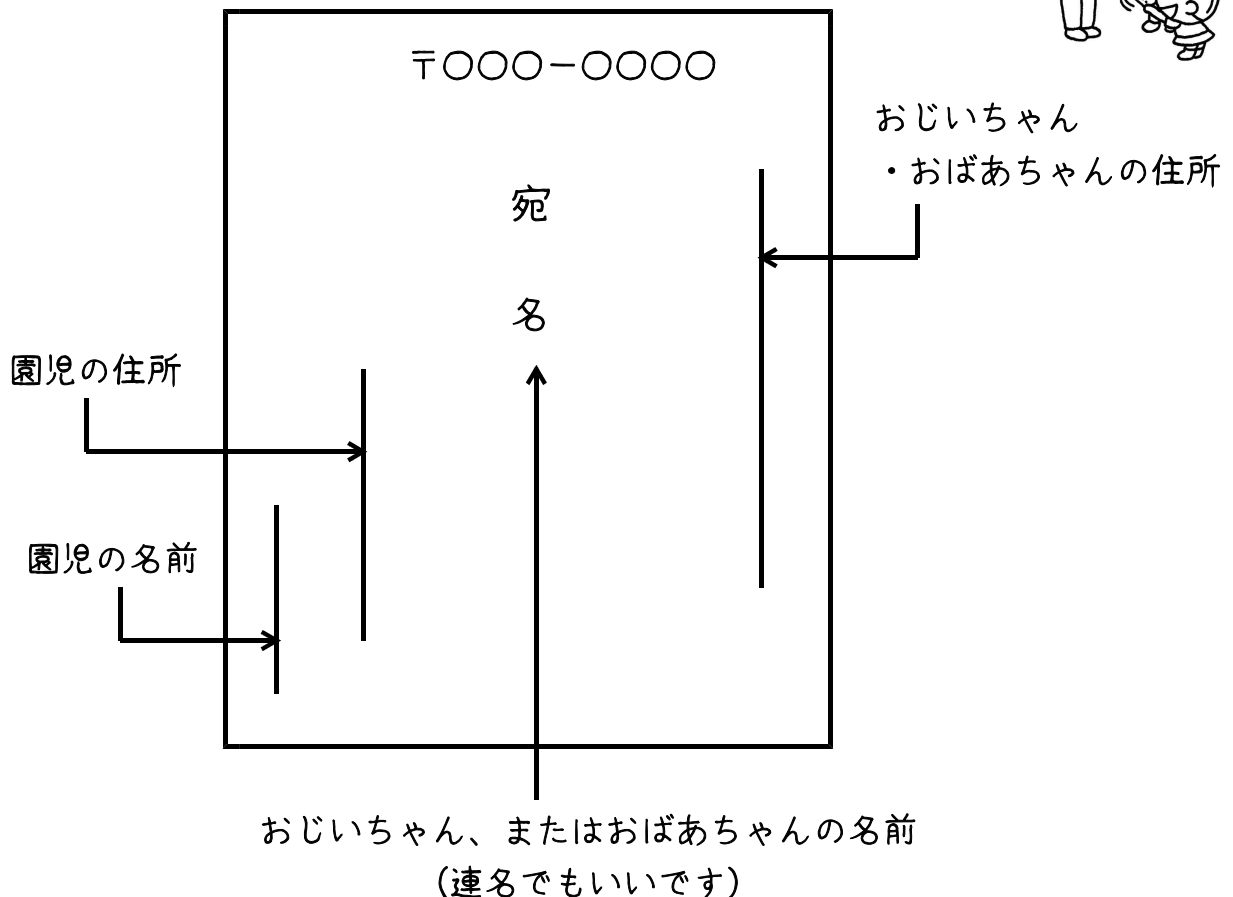 〒○○○－○○○○
おじいちゃん
・おばあちゃんの住所
宛
名
園児の住所
園児の名前
おじいちゃん、またはおばあちゃんの名前
(連名でもいいです)